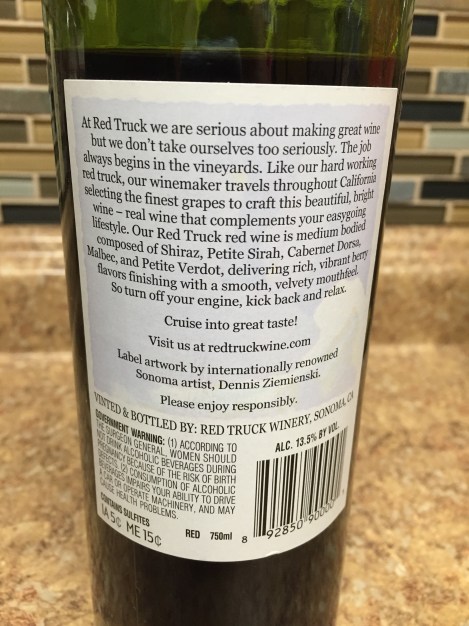 At Red Truck we are serious about making great wine
but we don't take ourselves too seriously. The job
always begins in the vineyards. Like our hard working
red truck, our winemaker travels throughout California
selecting the finest grapes to craft this beautiful, bright
wine – real wine that complements your easygoing
lifestyle. Our Red Truck red wine is medium bodied
composed of Shiraz, Petite Sirah, Cabernet Dorsa,
Malbec, and Petite Verdot, delivering rich, vibrant berry
flavors finishing with a smooth, velvety mouthfeel.
So turn off your engine, kick back and relax.
Cruise into great taste!
Visit us at redtruckwine.com
Label artwork by internationally renowned
Sonoma artist, Dennis Ziemienski.
Please enjoy responsibly.
VINTED & BOTTLED BY: RED TRUCK WINERY, SONOMA, CA
GOVERNMENT WARNING: (1) ACCORDING TO
THE SURGEON GENERAL, WOMEN SHOULD
NOT DRINK ALCOHOLIC BEVERAGES DURING
PREGNANCY BECAUSE OF THE RISK OF BIRTH
DEFECTS. (2) CONSUMPTION OF ALCOHOLIC
BEVERAGES IMPAIRS YOUR ABILITY TO DRIVE
A CAR OR OPERATE MACHINERY, AND MAY
CAUSE HEALTH PROBLEMS.
CONTAINS SULFITES
IA 5¢ ME 15¢
RED 750ml
ALC. 13.5% BY VOL.
8 92850 90000